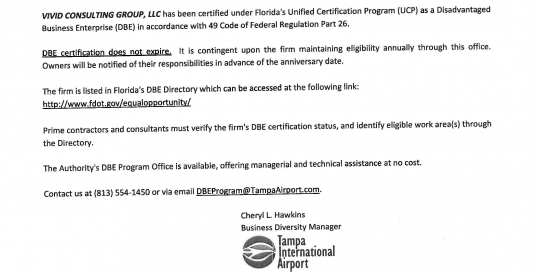 VIVID CONSULTING GROUP, LLC has been certified under Florida's Unified Certification Program (UCP) as a Disadvantaged
Business Enterprise (DBE) in accordance with 49 Code of Federal Regulation Part 26.
DBE certification does not expire. It is contingent upon the firm maintaining eligibility annually through this office.
Owners will be notified of their responsibilities in advance of the anniversary date.
The firm is listed in Florida's DBE Directory which can be accessed at the following link:
http://www.fdot.gov/equalopportunity/
Prime contractors and consultants must verify the firm's DBE certification status, and identify eligible work area(s) through
the Directory.
The Authority's DBE Program Office is available, offering managerial and technical assistance at no cost.
Contact us at (813) 554-1450 or via email DBEProgram@TampaAirport.com.
Cheryl L. Hawkins
Business Diversity Manager
Tampa
International
Airport